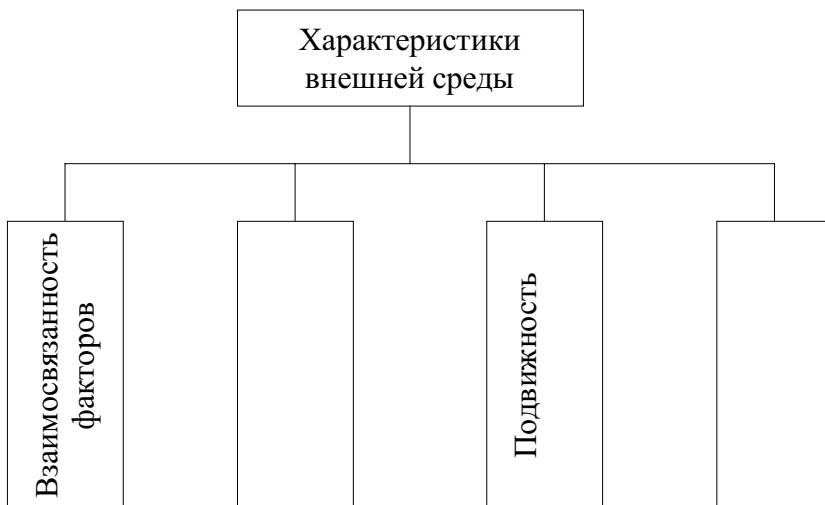 Характеристики
внешней среды
Взаимосвязанность
факторов
Подвижность